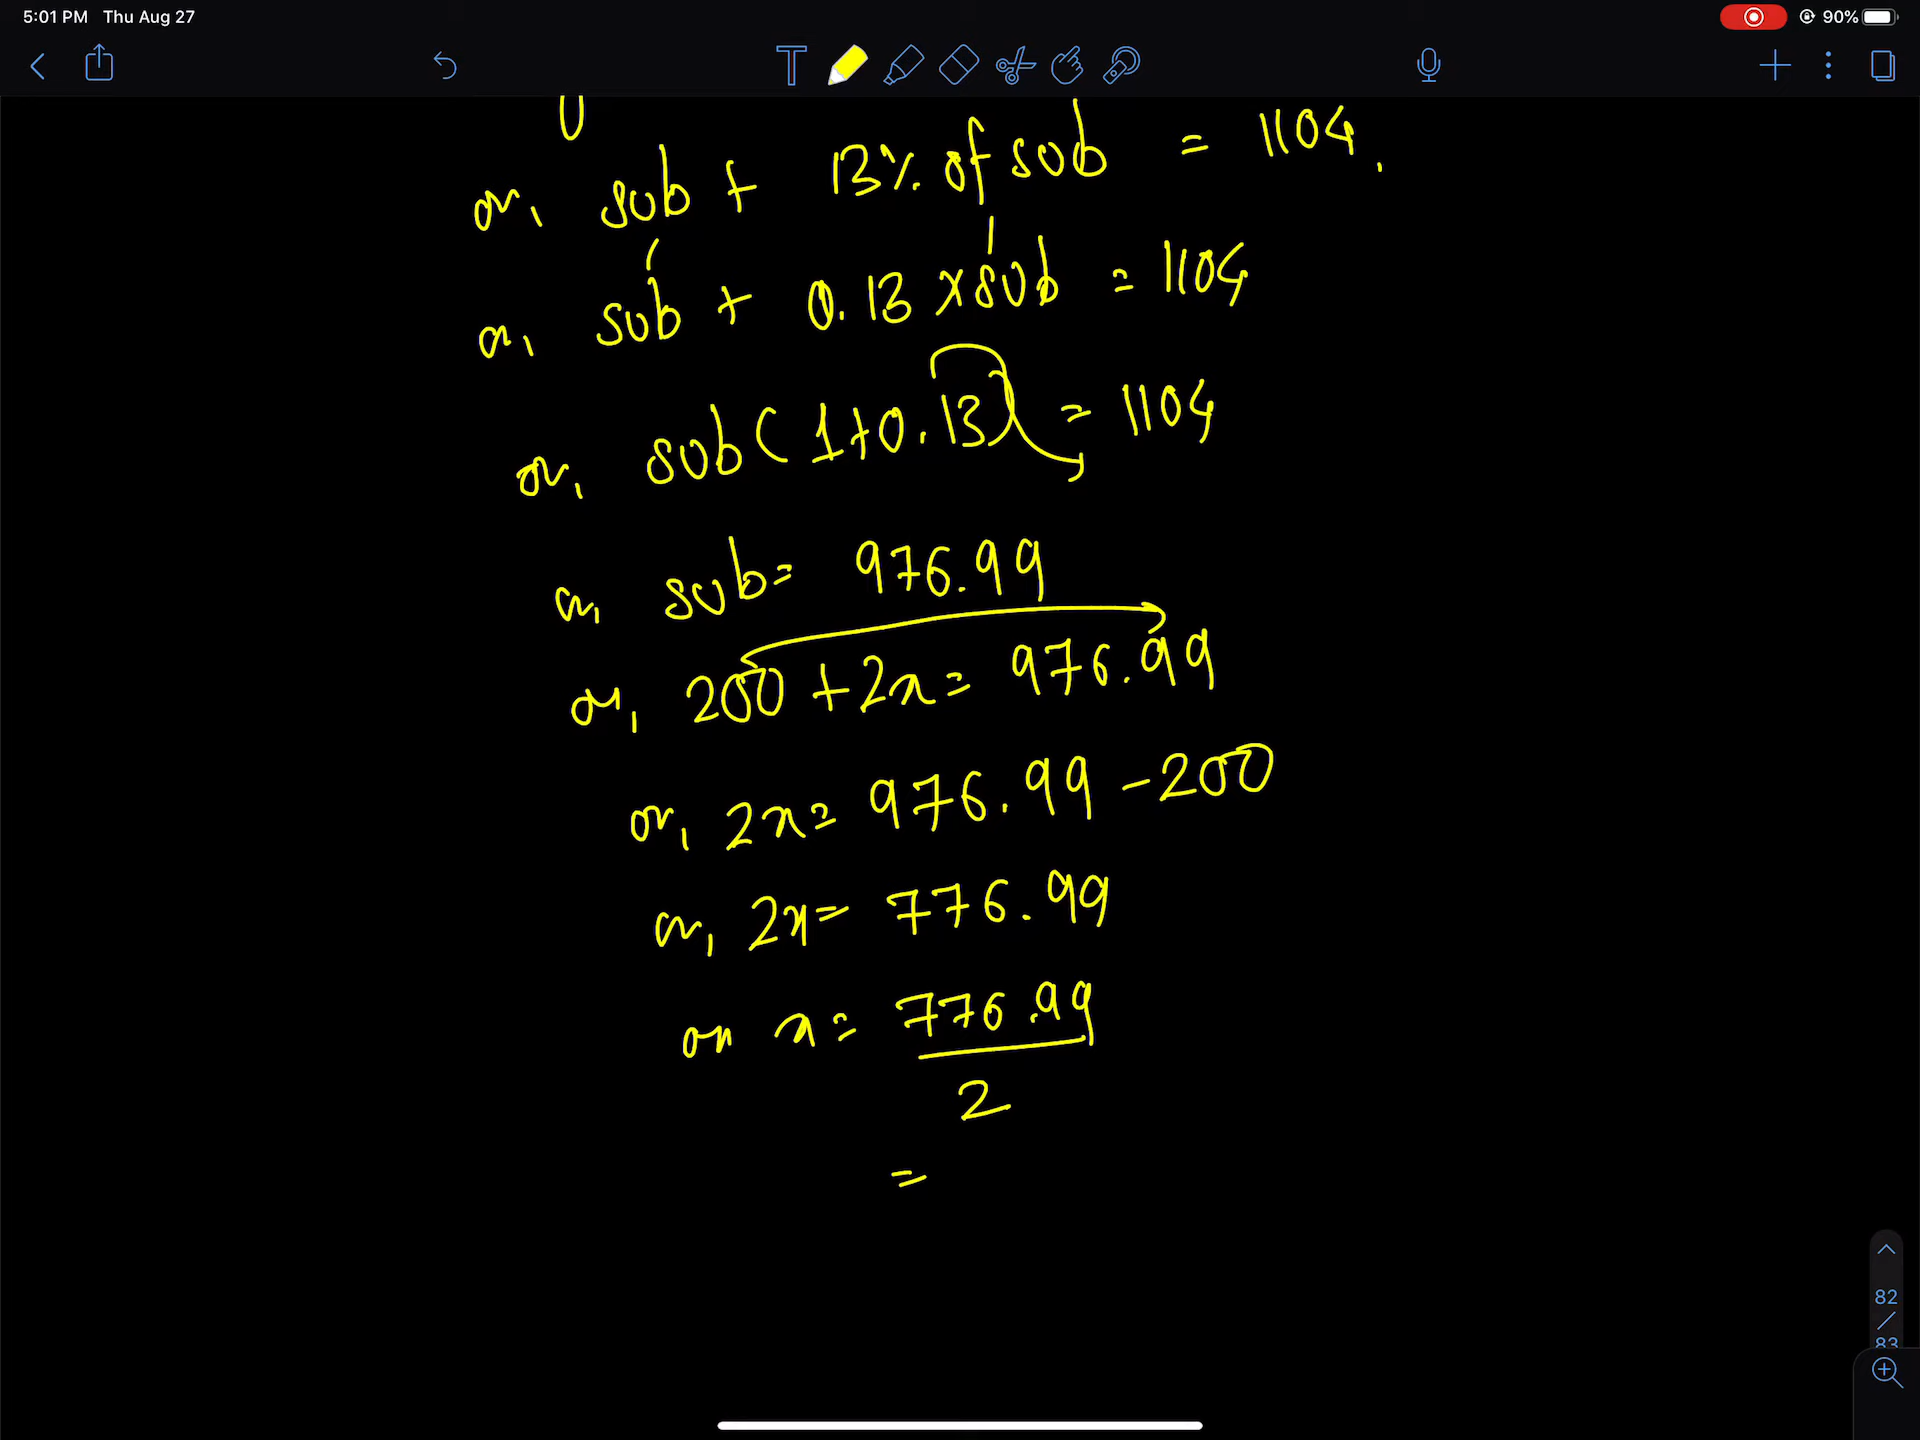 5:01 PM Thu Aug 27
90%
or, sub + 13% of sub = 1104.
or, sub + 0.13 × sub = 1104
or, sub (1+0.13) = 1104
or, sub = 976.99
or, 200 + 2x = 976.99
or, 2x = 976.99 - 200
or, 2x = 776.99
or x = 776.99
2
=
82
/
83